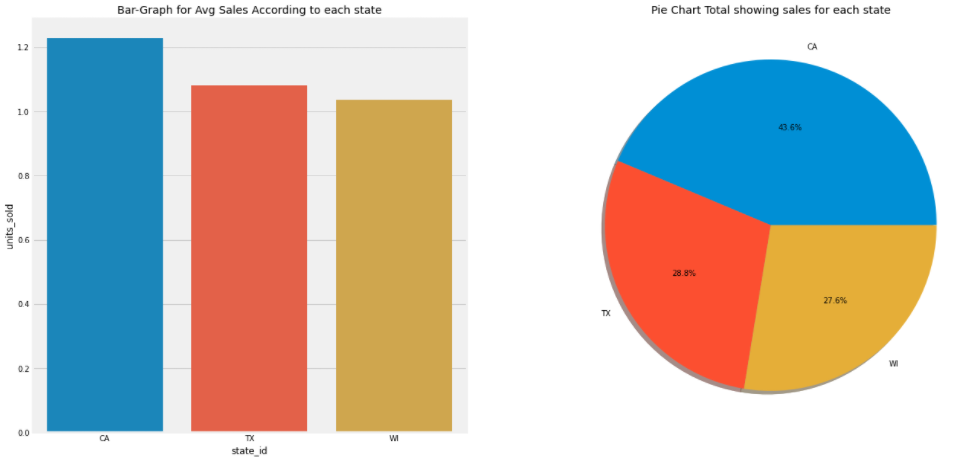 Bar-Graph for Avg Sales According to each state
1.2
1.0
0.8
0.6
0.4
0.2
0.0
units_sold
CA
TX
WI
state_id
Pie Chart Total showing sales for each state
CA
43.6%
28.8%
27.6%
TX
WI